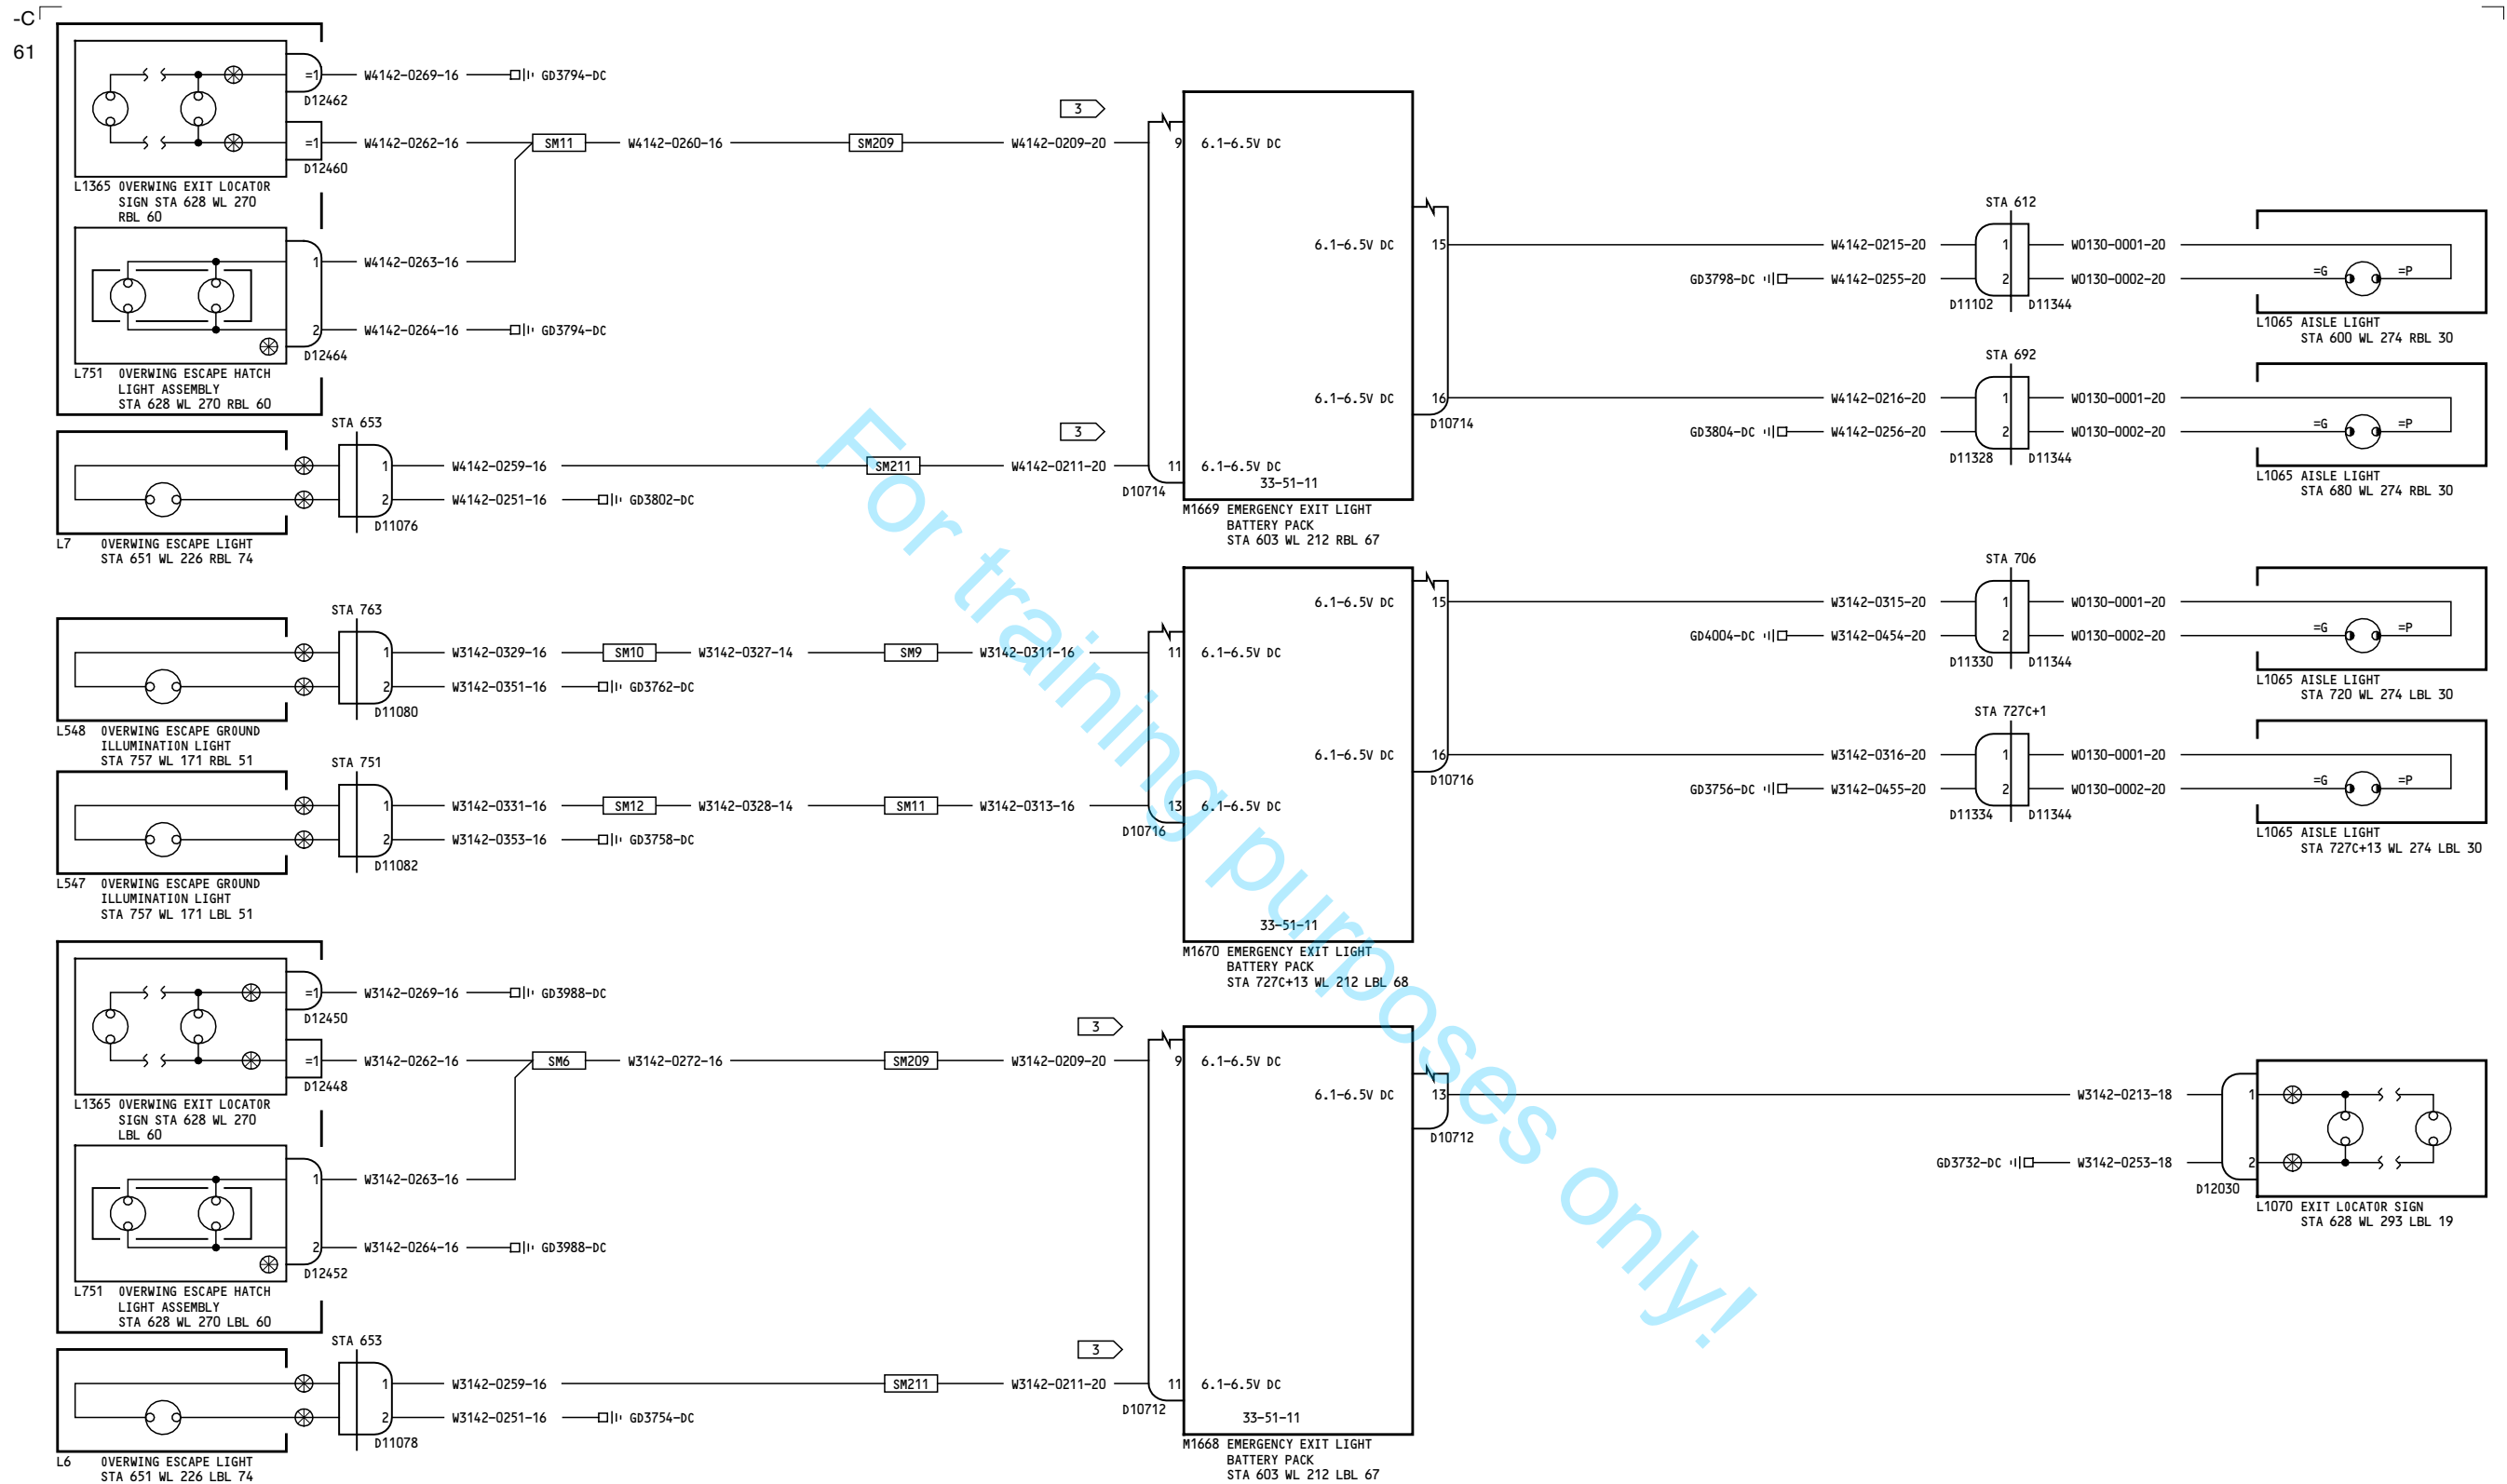 -C
61
=1
W4142-0269-16
GD3794-DC
D12462
=1
W4142-0262-16
SM11
W4142-0260-16
SM209
3
W4142-0209-20
9
6.1-6.5V DC
D12460
L1365 OVERWING EXIT LOCATOR
SIGN STA 628 WL 270
RBL 60
1
W4142-0263-16
2
W4142-0264-16
GD3794-DC
D12464
L751 OVERWING ESCAPE HATCH
LIGHT ASSEMBLY
STA 628 WL 270 RBL 60
STA 653
1
W4142-0259-16
SM211
3
W4142-0211-20
11
6.1-6.5V DC
33-51-11
D10714
2
W4142-0251-16
GD3802-DC
D11076
L7 OVERWING ESCAPE LIGHT
STA 651 WL 226 RBL 74
M1669 EMERGENCY EXIT LIGHT
BATTERY PACK
STA 603 WL 212 RBL 67
6.1-6.5V DC
15
W4142-0215-20
STA 612
1
W0130-0001-20
GD3798-DC
W4142-0255-20
2
W0130-0002-20
=G
=P
D11102
D11344
L1065 AISLE LIGHT
STA 600 WL 274 RBL 30
6.1-6.5V DC
16
D10714
W4142-0216-20
STA 692
1
W0130-0001-20
GD3804-DC
W4142-0256-20
2
W0130-0002-20
=G
=P
D11328
D11344
L1065 AISLE LIGHT
STA 680 WL 274 RBL 30
STA 763
1
W3142-0329-16
SM10
W3142-0327-14
SM9
W3142-0311-16
11
6.1-6.5V DC
2
W3142-0351-16
GD3762-DC
D11080
L548 OVERWING ESCAPE GROUND
ILLUMINATION LIGHT
STA 757 WL 171 RBL 51
STA 751
1
W3142-0331-16
SM12
W3142-0328-14
SM11
W3142-0313-16
13
6.1-6.5V DC
D10716
2
W3142-0353-16
GD3758-DC
D11082
L547 OVERWING ESCAPE GROUND
ILLUMINATION LIGHT
STA 757 WL 171 LBL 51
33-51-11
M1670 EMERGENCY EXIT LIGHT
BATTERY PACK
STA 727C+13 WL 212 LBL 68
6.1-6.5V DC
15
W3142-0315-20
STA 706
1
W0130-0001-20
GD4004-DC
W3142-0454-20
2
W0130-0002-20
=G
=P
D11330
D11344
L1065 AISLE LIGHT
STA 720 WL 274 LBL 30
6.1-6.5V DC
16
D10716
W3142-0316-20
STA 727C+1
1
W0130-0001-20
GD3756-DC
W3142-0455-20
2
W0130-0002-20
=G
=P
D11334
D11344
L1065 AISLE LIGHT
STA 727C+13 WL 274 LBL 30
=1
W3142-0269-16
GD3988-DC
D12450
=1
W3142-0262-16
SM6
W3142-0272-16
SM209
3
W3142-0209-20
9
6.1-6.5V DC
D12448
L1365 OVERWING EXIT LOCATOR
SIGN STA 628 WL 270
LBL 60
1
W3142-0263-16
2
W3142-0264-16
GD3988-DC
D12452
L751 OVERWING ESCAPE HATCH
LIGHT ASSEMBLY
STA 628 WL 270 LBL 60
STA 653
1
W3142-0259-16
SM211
3
W3142-0211-20
11
6.1-6.5V DC
D10712
2
W3142-0251-16
GD3754-DC
D11078
L6 OVERWING ESCAPE LIGHT
STA 651 WL 226 LBL 74
33-51-11
M1668 EMERGENCY EXIT LIGHT
BATTERY PACK
STA 603 WL 212 LBL 67
6.1-6.5V DC
13
D10712
W3142-0213-18
1
GD3732-DC
W3142-0253-18
2
D12030
L1070 EXIT LOCATOR SIGN
STA 628 WL 293 LBL 19
For training purposes only!